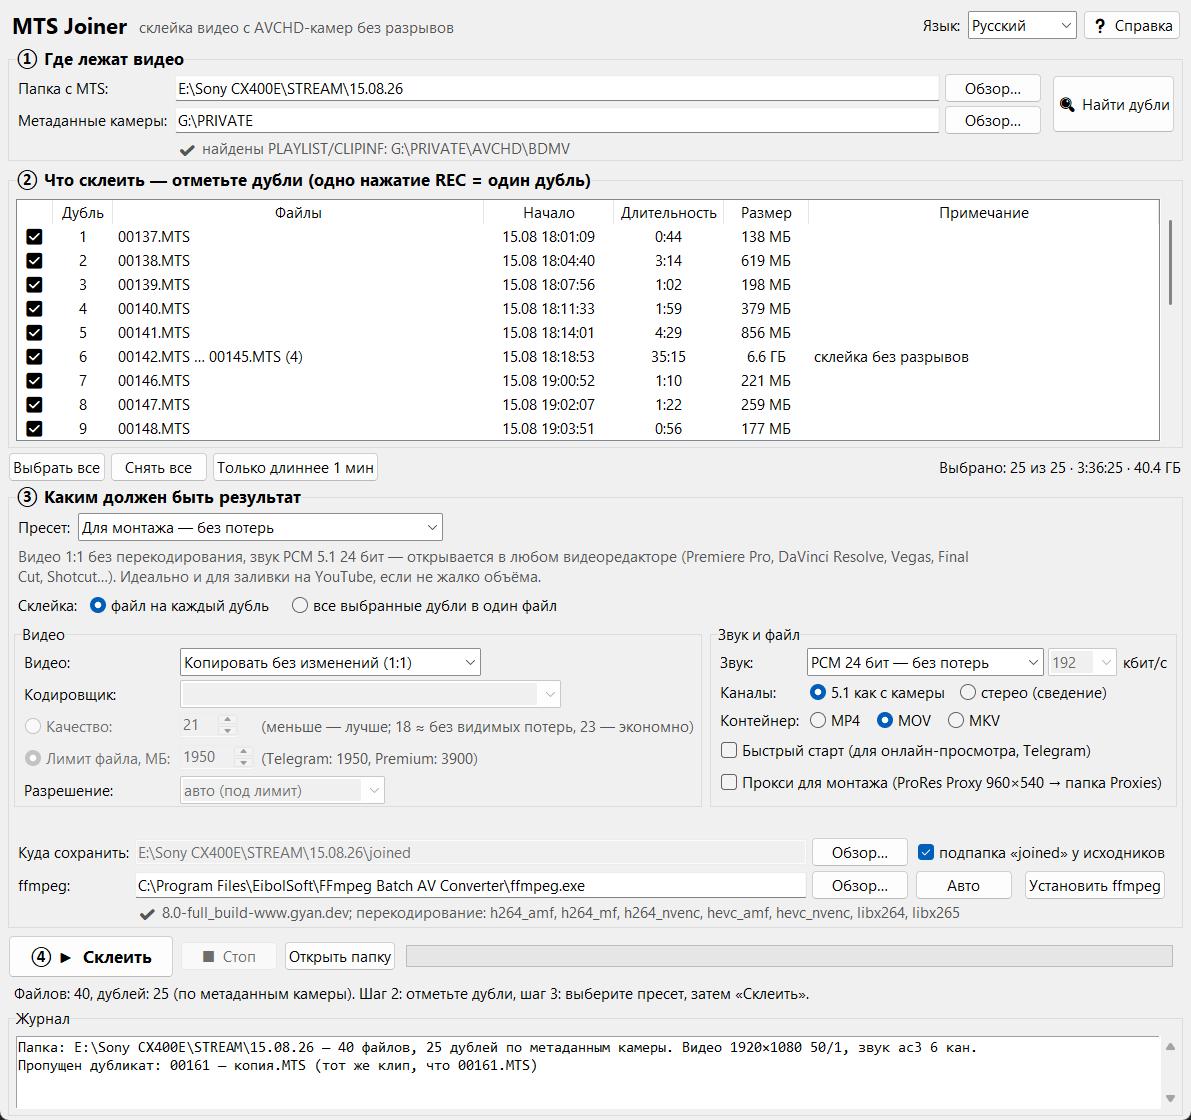 MTS Joiner склейка видео с AVCHD-камер без разрывов Язык: Русский ? Справка
① Где лежат видео
Папка с MTS: E:\Sony CX400E\STREAM\15.08.26 Обзор... Найти дубли
Метаданные камеры: G:\PRIVATE Обзор...
найдены PLAYLIST/CLIPINF: G:\PRIVATE\AVCHD\BDMV
② Что склеить — отметьте дубли (одно нажатие REC = один дубль)
Дубль Файлы Начало Длительность Размер Примечание
1 00137.MTS 15.08 18:01:09 0:44 138 МБ
2 00138.MTS 15.08 18:04:40 3:14 619 МБ
3 00139.MTS 15.08 18:07:56 1:02 198 МБ
4 00140.MTS 15.08 18:11:33 1:59 379 МБ
5 00141.MTS 15.08 18:14:01 4:29 856 МБ
6 00142.MTS ... 00145.MTS (4) 15.08 18:18:53 35:15 6.6 ГБ склейка без разрывов
7 00146.MTS 15.08 19:00:52 1:10 221 МБ
8 00147.MTS 15.08 19:02:07 1:22 259 МБ
9 00148.MTS 15.08 19:03:51 0:56 177 МБ
Выбрать все Снять все Только длиннее 1 мин Выбрано: 25 из 25 · 3:36:25 · 40.4 ГБ
③ Каким должен быть результат
Пресет: Для монтажа — без потерь
Видео 1:1 без перекодирования, звук PCM 5.1 24 бит — открывается в любом видеоредакторе (Premiere Pro, DaVinci Resolve, Vegas, Final
Cut, Shotcut...). Идеально и для заливки на YouTube, если не жалко объёма.
Склейка: файл на каждый дубль все выбранные дубли в один файл
Видео
Видео: Копировать без изменений (1:1)
Кодировщик:
Качество: 21 (меньше — лучше; 18 ≈ без видимых потерь, 23 — экономно)
Лимит файла, МБ: 1950 (Telegram: 1950, Premium: 3900)
Разрешение: авто (под лимит)
Звук и файл
Звук: PCM 24 бит — без потерь 192 кбит/с
Каналы: 5.1 как с камеры стерео (сведение)
Контейнер: MP4 MOV MKV
Быстрый старт (для онлайн-просмотра, Telegram)
Прокси для монтажа (ProRes Proxy 960×540 → папка Proxies)
Куда сохранить: E:\Sony CX400E\STREAM\15.08.26\joined Обзор... подпапка «joined» у исходников
ffmpeg: C:\Program Files\EibolSoft\FFmpeg Batch AV Converter\ffmpeg.exe Обзор... Авто Установить ffmpeg
8.0-full_build-www.gyan.dev; перекодирование: h264_amf, h264_mf, h264_nvenc, hevc_amf, hevc_nvenc, libx264, libx265
④ ► Склеить ■ Стоп Открыть папку
Файлов: 40, дублей: 25 (по метаданным камеры). Шаг 2: отметьте дубли, шаг 3: выберите пресет, затем «Склеить».
Журнал
Папка: E:\Sony CX400E\STREAM\15.08.26 — 40 файлов, 25 дублей по метаданным камеры. Видео 1920×1080 50/1, звук ac3 6 кан.
Пропущен дубликат: 00161 — копия.MTS (тот же клип, что 00161.MTS)